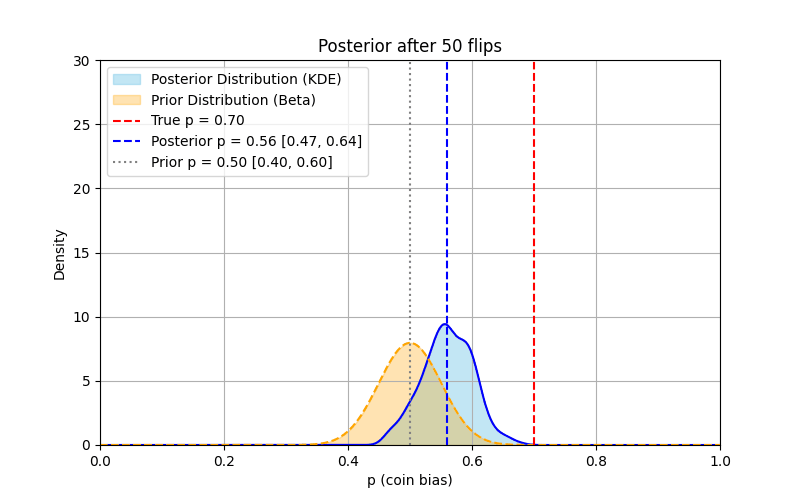 Posterior after 50 flips
Posterior Distribution (KDE)
Prior Distribution (Beta)
True p = 0.70
Posterior p = 0.56 [0.47, 0.64]
Prior p = 0.50 [0.40, 0.60]
Density
30
25
20
15
10
5
0
0.0 0.2 0.4 0.6 0.8 1.0
p (coin bias)